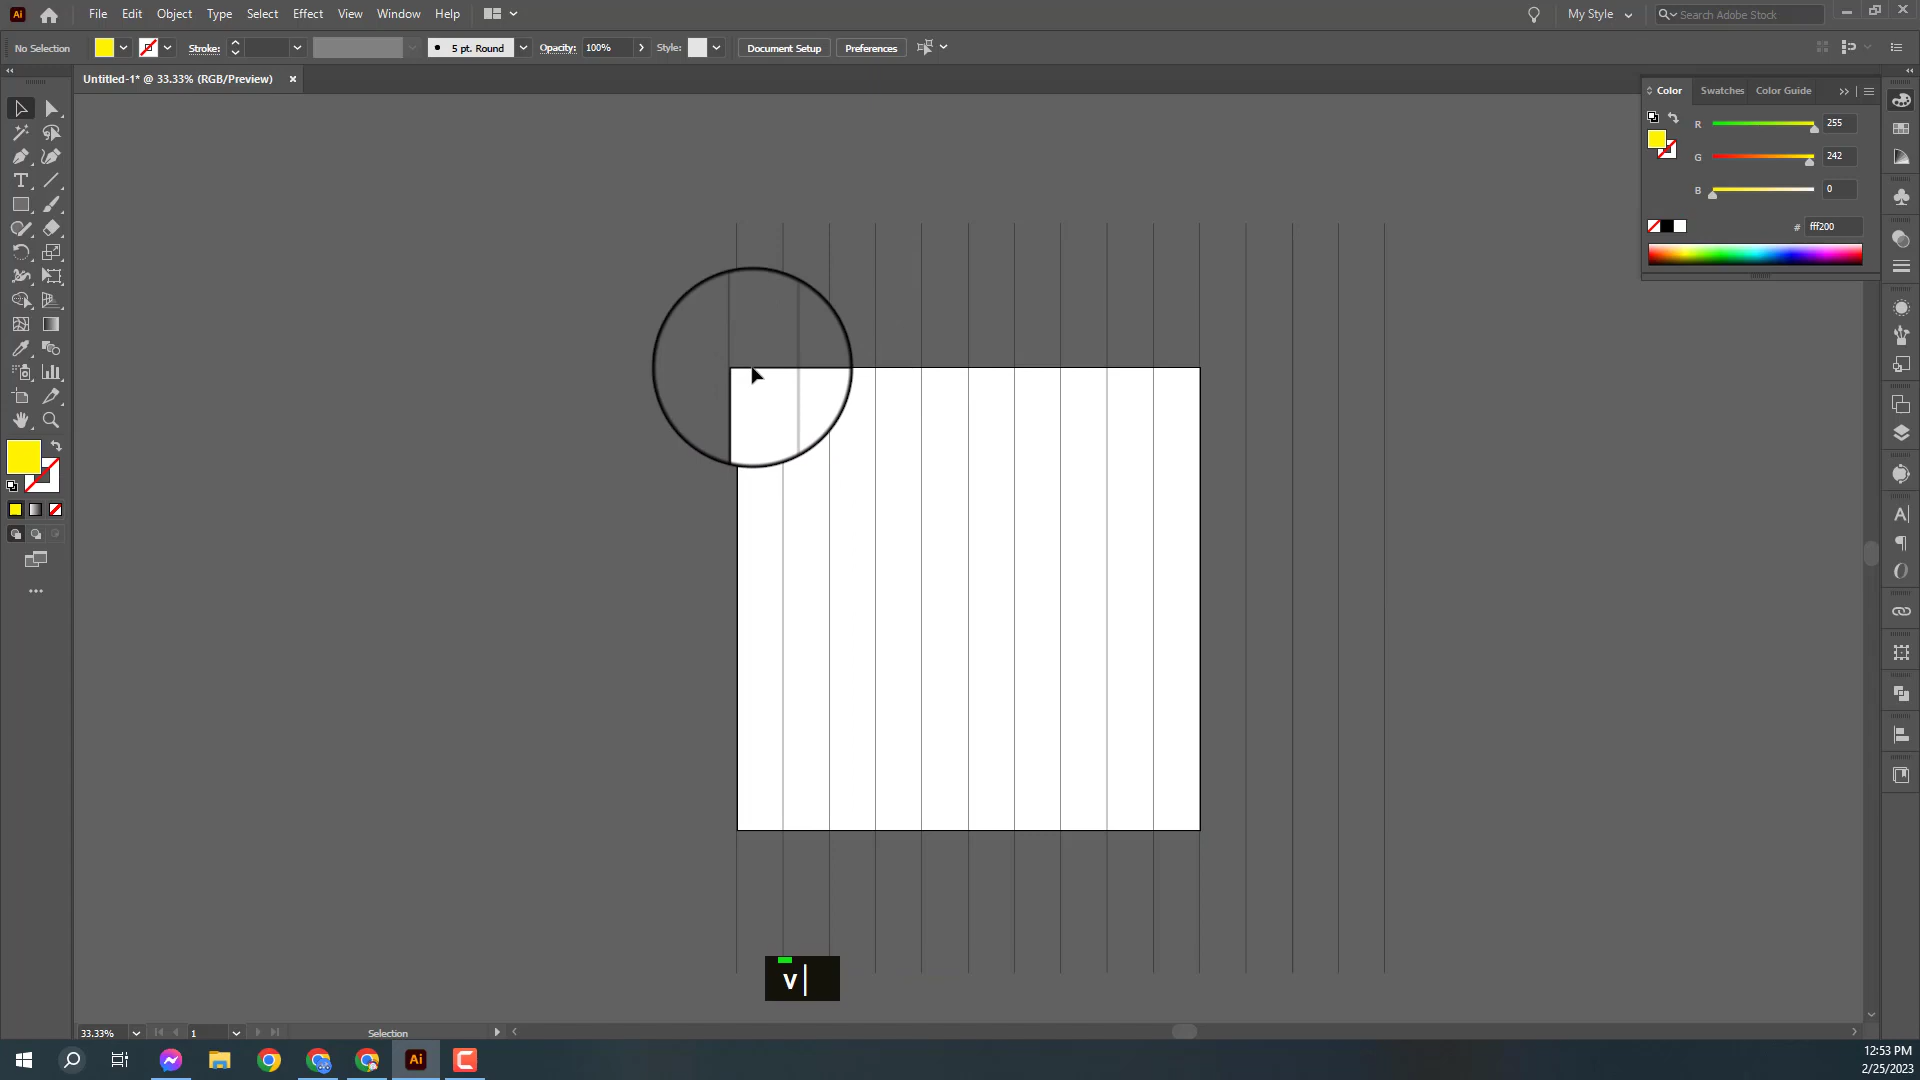 Ai File Edit Object Type Select Effect View Window Help My Style Search Adobe Stock
No Selection Stroke: 5 pt. Round Opacity: 100% Style: Document Setup Preferences
Untitled-1* @ 33.33% (RGB/Preview) ×
Color Swatches Color Guide
R 255
G 242
B 0
# fff200
v
33.33% 1 Selection
Ai
12:53 PM
2/25/2023